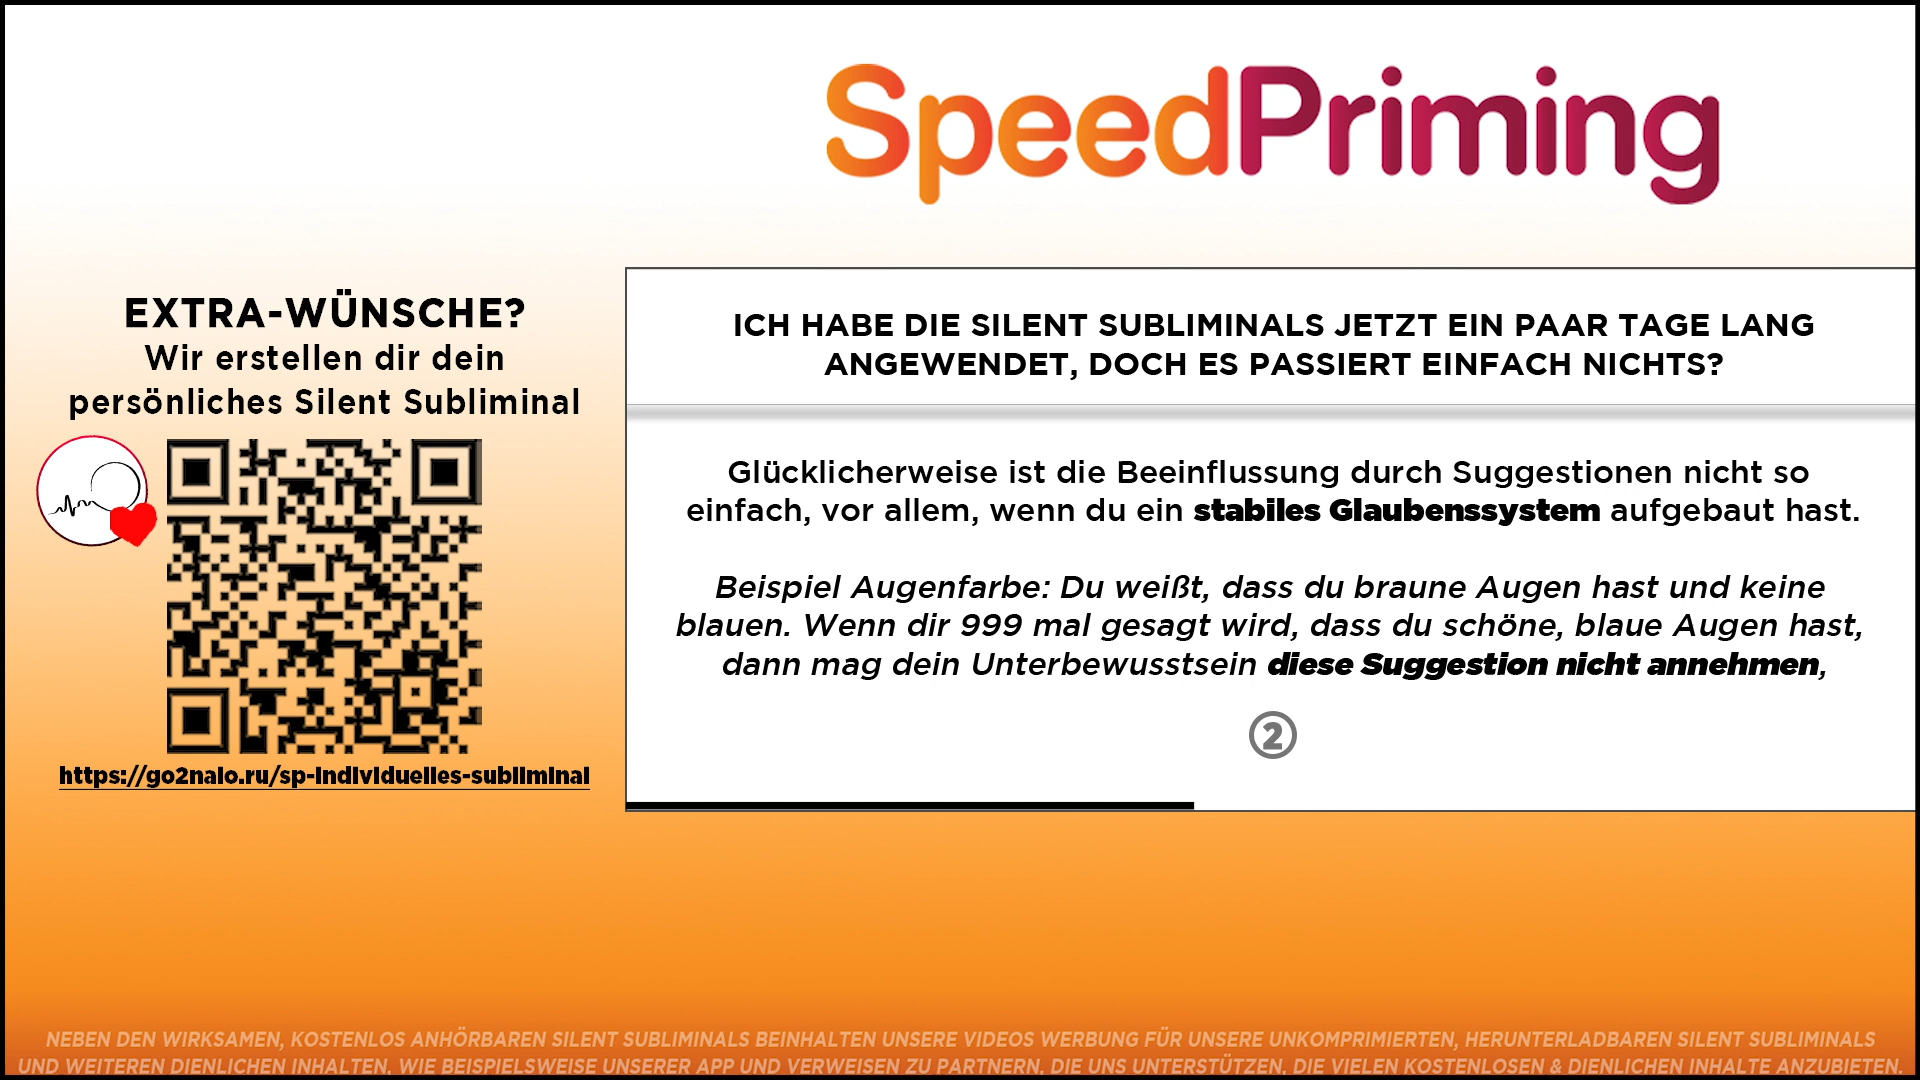 SpeedPriming
EXTRA-WÜNSCHE?
Wir erstellen dir dein
persönliches Silent Subliminal
https://go2nalo.ru/sp-individuelles-subliminal
ICH HABE DIE SILENT SUBLIMINALS JETZT EIN PAAR TAGE LANG
ANGEWENDET, DOCH ES PASSIERT EINFACH NICHTS?
Glücklicherweise ist die Beeinflussung durch Suggestionen nicht so
einfach, vor allem, wenn du ein stabiles Glaubenssystem aufgebaut hast.
Beispiel Augenfarbe: Du weißt, dass du braune Augen hast und keine
blauen. Wenn dir 999 mal gesagt wird, dass du schöne, blaue Augen hast,
dann mag dein Unterbewusstsein diese Suggestion nicht annehmen,
2
NEBEN DEN WIRKSAMEN, KOSTENLOS ANHÖRBAREN SILENT SUBLIMINALS BEINHALTEN UNSERE VIDEOS WERBUNG FÜR UNSERE UNKOMPRIMIERTEN, HERUNTERLADBAREN SILENT SUBLIMINALS
UND WEITEREN DIENLICHEN INHALTEN, WIE BEISPIELSWEISE UNSERER APP UND VERWEISEN ZU PARTNERN, DIE UNS UNTERSTÜTZEN, DIE VIELEN KOSTENLOSEN & DIENLICHEN INHALTE ANZUBIETEN.